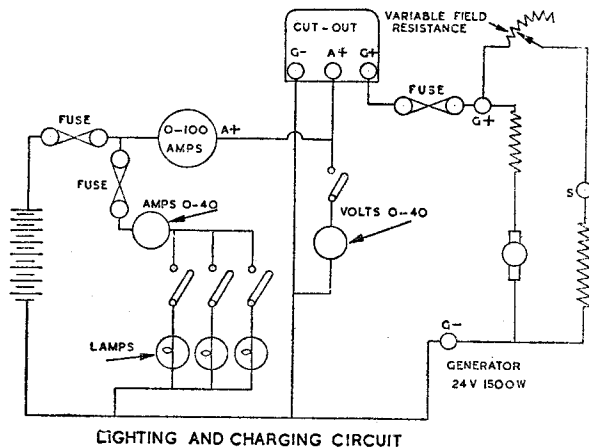 VARIABLE FIELD
RESISTANCE
CUT-OUT
G- A+ G+
FUSE
G+
FUSE
0-100
AMPS
A+
FUSE
AMPS 0-40
VOLTS 0-40
S
LAMPS
G-
GENERATOR
24V 1500W
LIGHTING AND CHARGING CIRCUIT